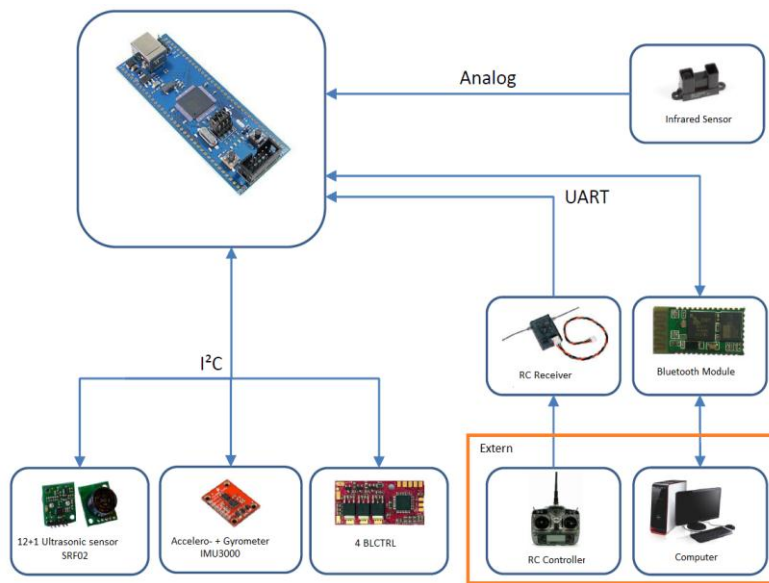 Analog
Infrared Sensor
UART
RC Receiver
Bluetooth Module
I²C
Extern
12+1 Ultrasonic sensor
SRF02
Accelero- + Gyrometer
IMU3000
4 BLCTRL
RC Controller
Computer